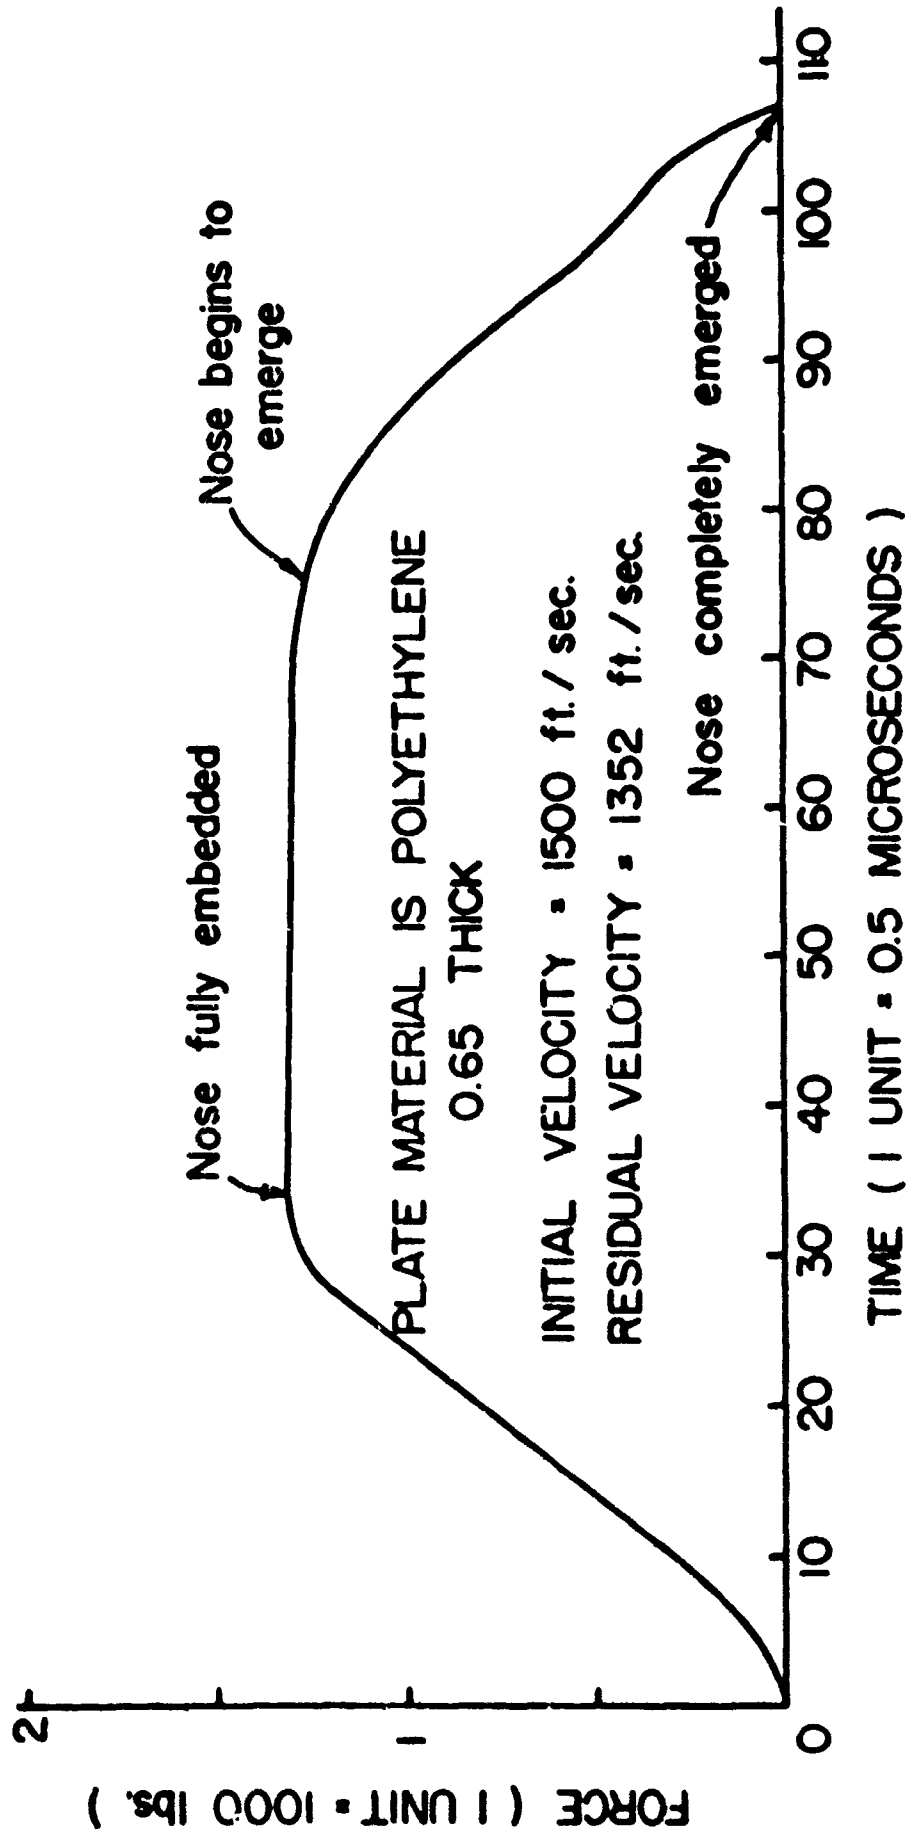 FORCE ( 1 UNIT = 1000 lbs. )
2
1
0
Nose fully embedded
Nose begins to
emerge
PLATE MATERIAL IS POLYETHYLENE
0.65 THICK
INITIAL VELOCITY = 1500 ft./ sec.
RESIDUAL VELOCITY = 1352 ft./sec.
Nose completely emerged
10 20 30 40 50 60 70 80 90 100 110
TIME ( 1 UNIT = 0.5 MICROSECONDS )